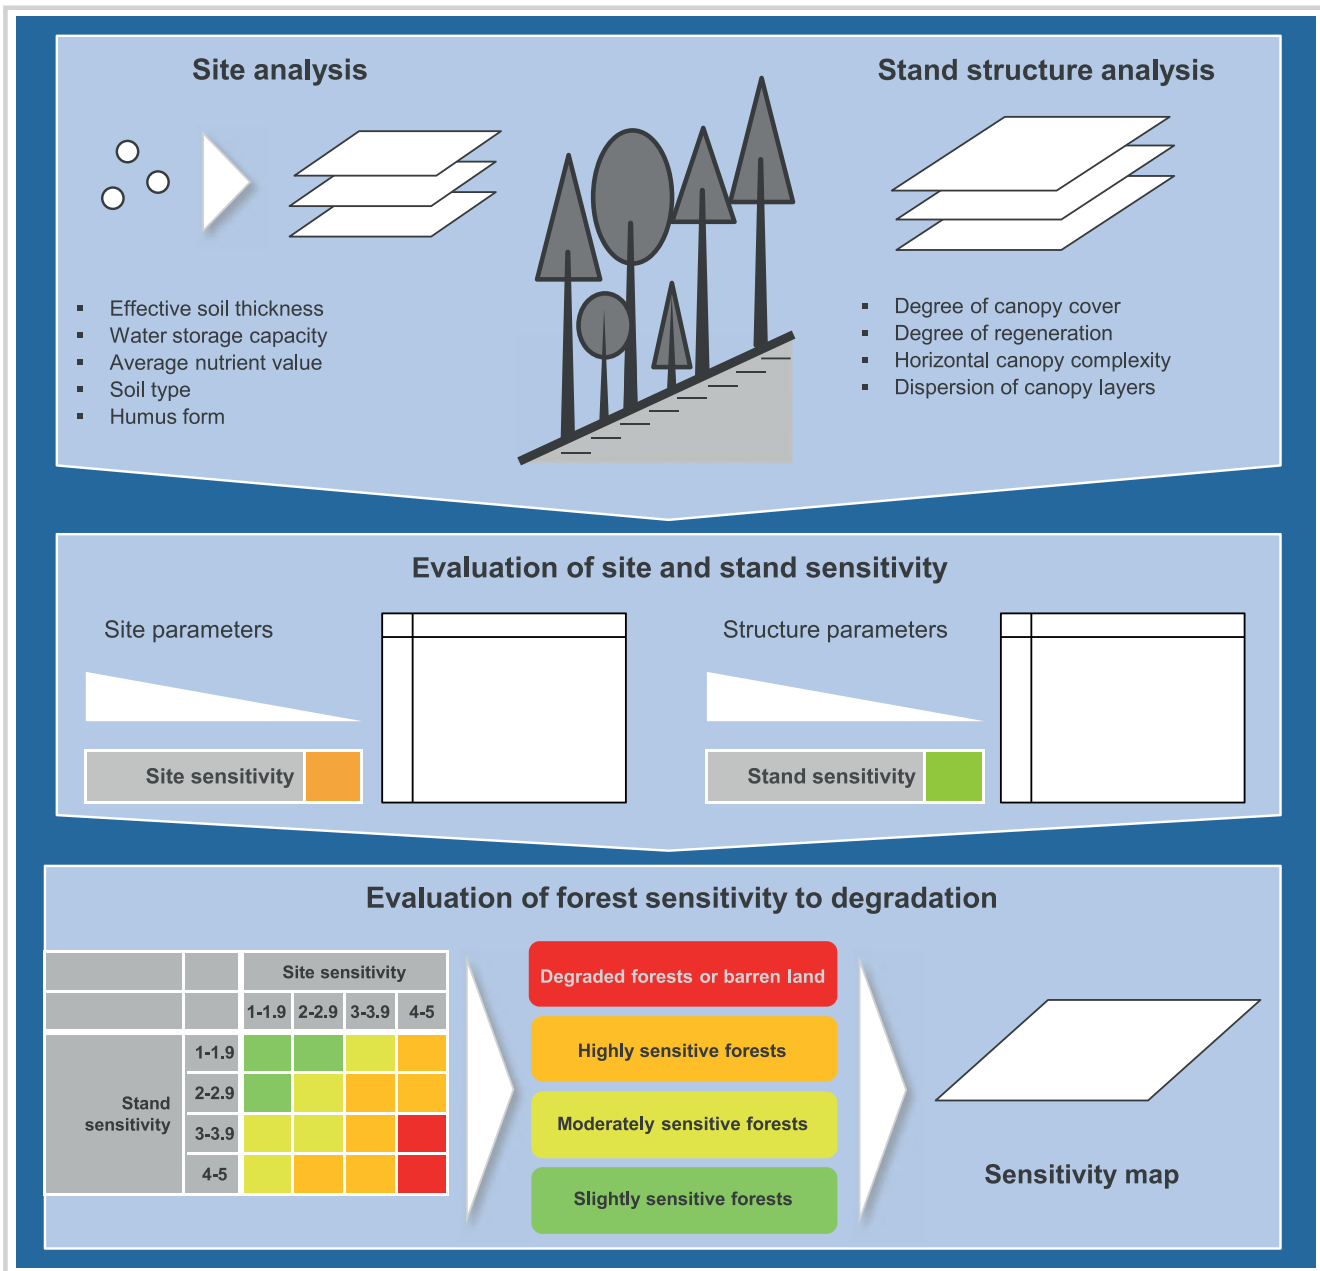 Site analysis
Stand structure analysis
▪ Effective soil thickness
▪ Water storage capacity
▪ Average nutrient value
▪ Soil type
▪ Humus form
▪ Degree of canopy cover
▪ Degree of regeneration
▪ Horizontal canopy complexity
▪ Dispersion of canopy layers
Evaluation of site and stand sensitivity
Site parameters
Structure parameters
Site sensitivity
Stand sensitivity
Evaluation of forest sensitivity to degradation
Site sensitivity
1-1.9 2-2.9 3-3.9 4-5
Stand
sensitivity
1-1.9
2-2.9
3-3.9
4-5
Degraded forests or barren land
Highly sensitive forests
Moderately sensitive forests
Slightly sensitive forests
Sensitivity map